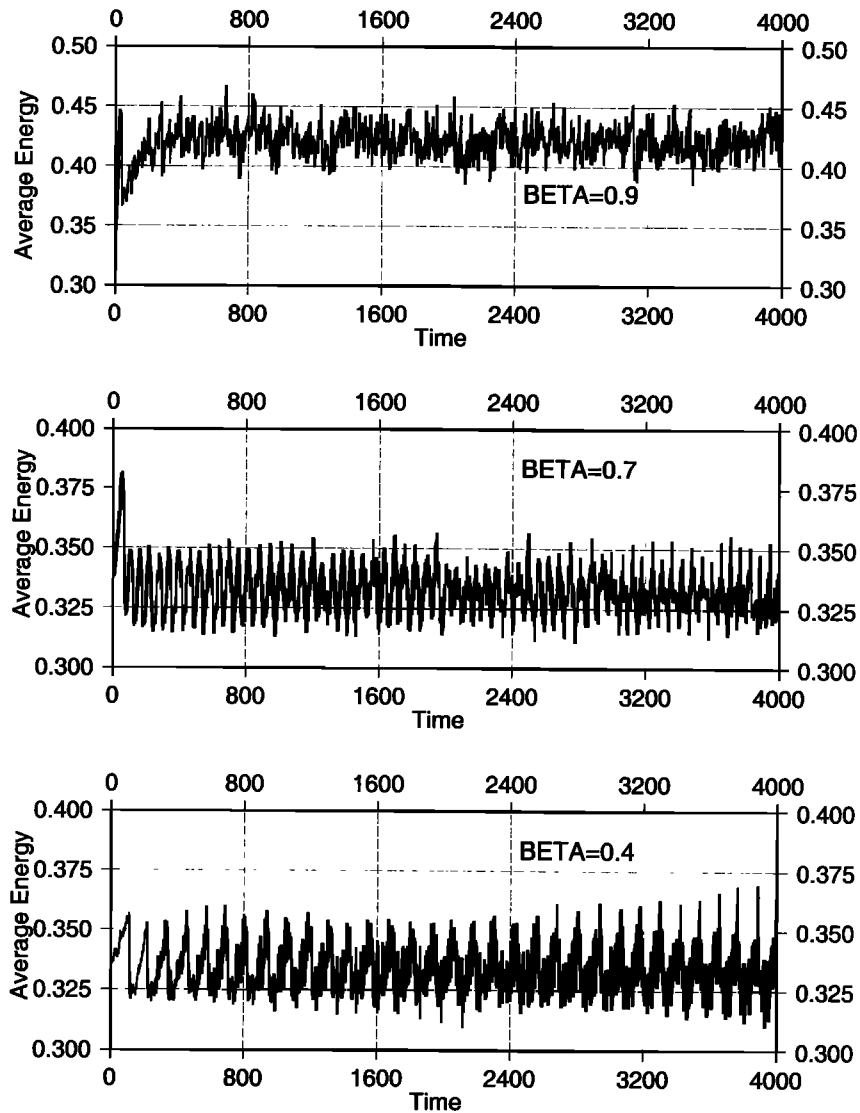 0 800 1600 2400 3200 4000
0.50 0.50
0.45 0.45
0.40 0.40
0.35 0.35
0.30 0.30
Average Energy
BETA=0.9
0 800 1600 2400 3200 4000
Time
0 800 1600 2400 3200 4000
0.400 0.400
0.375 0.375
0.350 0.350
0.325 0.325
0.300 0.300
Average Energy
BETA=0.7
0 800 1600 2400 3200 4000
Time
0 800 1600 2400 3200 4000
0.400 0.400
0.375 0.375
0.350 0.350
0.325 0.325
0.300 0.300
Average Energy
BETA=0.4
0 800 1600 2400 3200 4000
Time